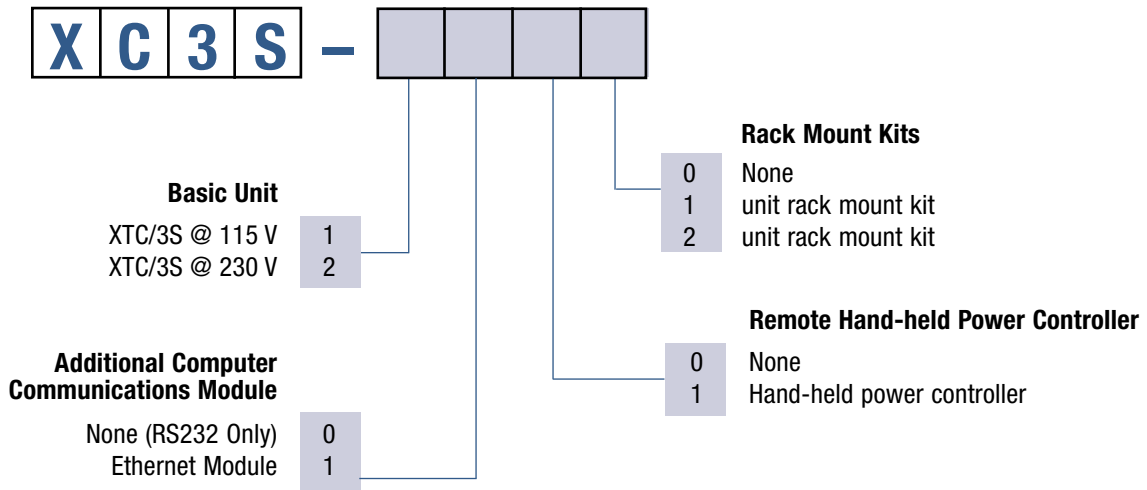 XC3S –
Basic Unit
XTC/3S @ 115 V 1
XTC/3S @ 230 V 2
Additional Computer
Communications Module
None (RS232 Only) 0
Ethernet Module 1
Rack Mount Kits
0 None
1 unit rack mount kit
2 unit rack mount kit
Remote Hand-held Power Controller
0 None
1 Hand-held power controller